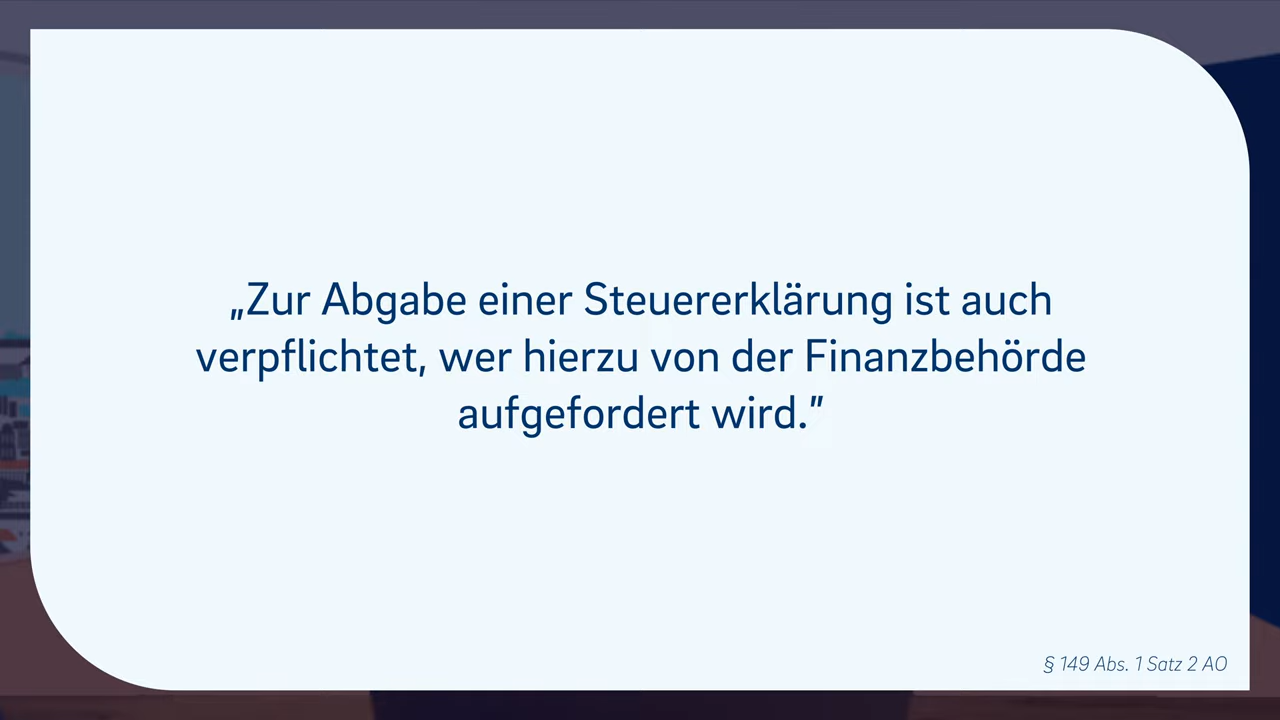 „Zur Abgabe einer Steuererklärung ist auch
verpflichtet, wer hierzu von der Finanzbehörde
aufgefordert wird.”
§ 149 Abs. 1 Satz 2 AO